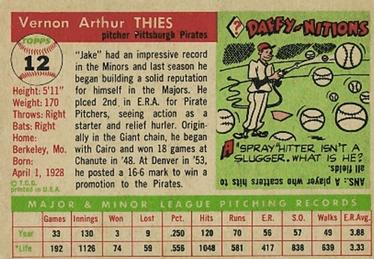 Vernon Arthur THIES
pitcher Pittsburgh Pirates
TOPPS
12
Height: 5'11"
Weight: 170
Throws: Right
Bats: Right
Home:
Berkeley, Mo.
Born:
April 1, 1928
© T.C.G.
PRINTED IN U.S.A.
"Jake" had an impressive record
in the Minors and last season he
began building a solid reputation
for himself in the Majors. He
plced 2nd in E.R.A. for Pirate
Pitchers, seeing action as a
starter and relief hurler. Origin-
ally in the Giant chain, he began
with Cairo and won 18 games at
Chanute in '48. At Denver in '53,
he posted a 16-6 mark to win a
promotion to the Pirates.
? DAFFY-NITIONS
A "SPRAY" HITTER ISN'T A
SLUGGER. WHAT IS HE?
ANS.: A player who scatters hits to
all fields.
MAJOR & MINOR LEAGUE PITCHING RECORDS
Games Innings Won Lost Pct. Hits Runs E.R. S.O. Walks E.R.Avg.
Year 33 130 3 9 .250 120 70 56 57 49 3.88
*Life 192 1126 74 59 .556 1048 581 417 838 639 3.33